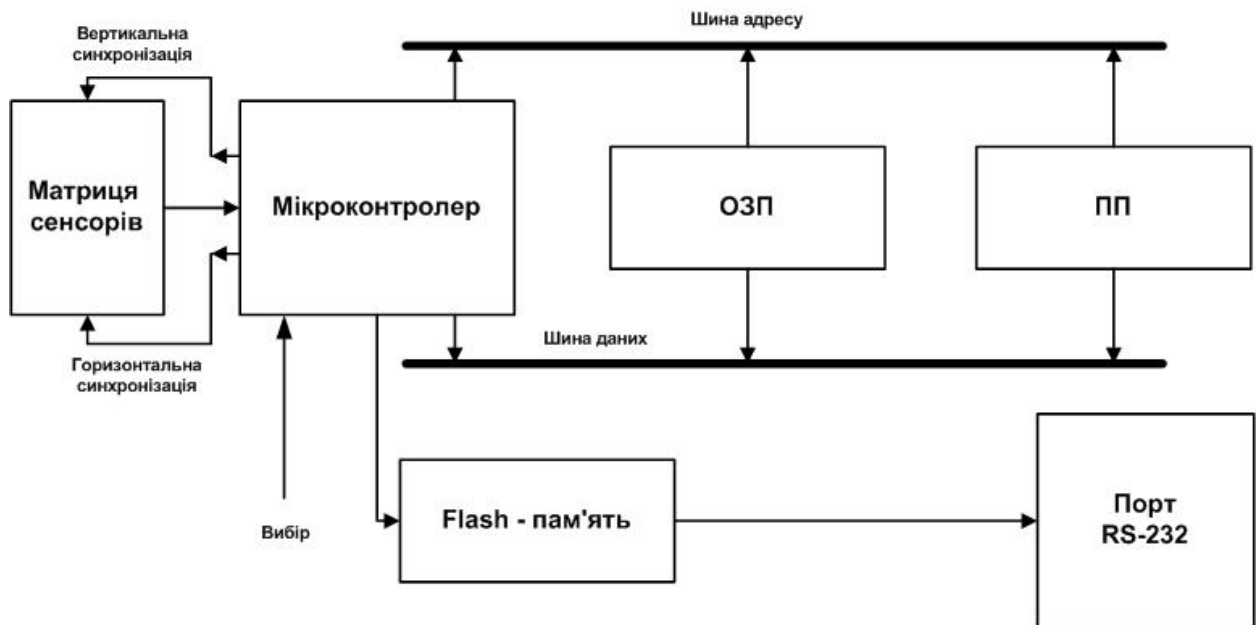 Шина адресу
Вертикальна
синхронізація
Матриця
сенсорів
Мікроконтролер
ОЗП
ПП
Шина даних
Горизонтальна
синхронізація
Вибір
Flash - пам'ять
Порт
RS-232